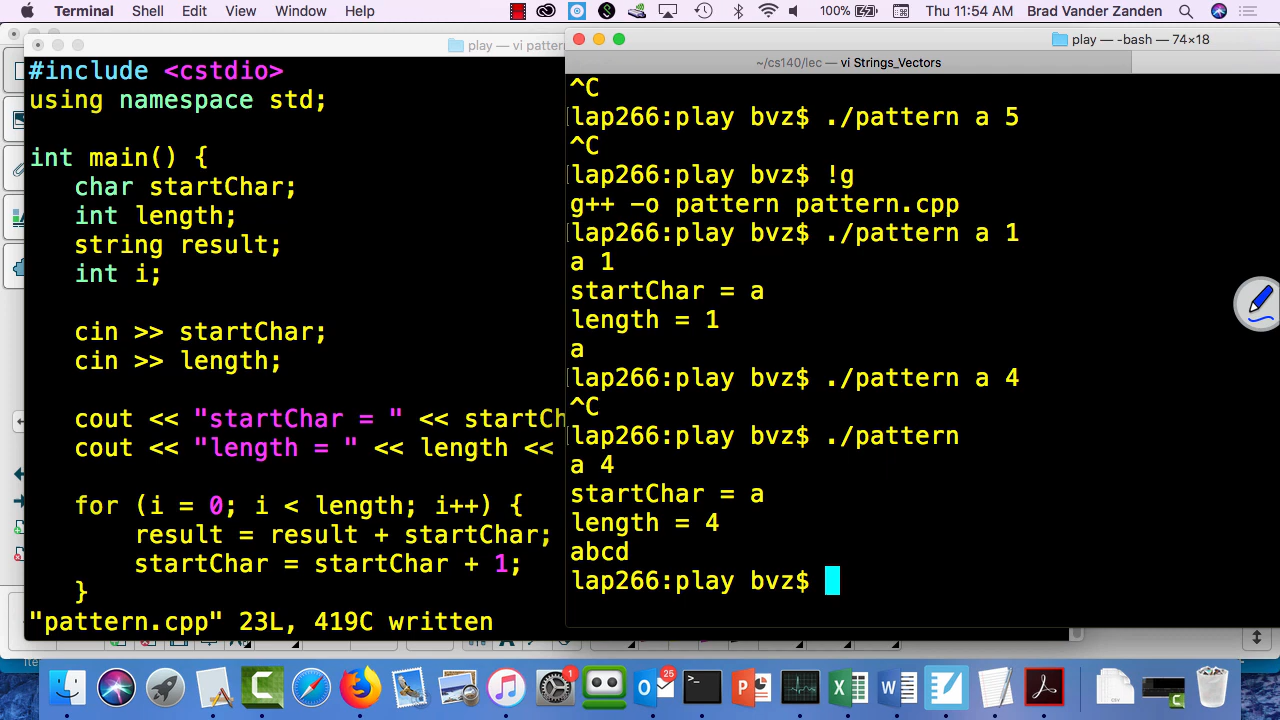 Terminal Shell Edit View Window Help 100% Thu 11:54 AM Brad Vander Zanden
play — vi patter
#include <cstdio>
using namespace std;
int main() {
char startChar;
int length;
string result;
int i;
cin >> startChar;
cin >> length;
cout << "startChar = " << startCh
cout << "length = " << length <<
for (i = 0; i < length; i++) {
result = result + startChar;
startChar = startChar + 1;
}
"pattern.cpp" 23L, 419C written
play — -bash — 74×18
~/cs140/lec — vi Strings_Vectors
^C
lap266:play bvz$ ./pattern a 5
^C
lap266:play bvz$ !g
g++ -o pattern pattern.cpp
lap266:play bvz$ ./pattern a 1
a 1
startChar = a
length = 1
a
lap266:play bvz$ ./pattern a 4
^C
lap266:play bvz$ ./pattern
a 4
startChar = a
length = 4
abcd
lap266:play bvz$
1
25